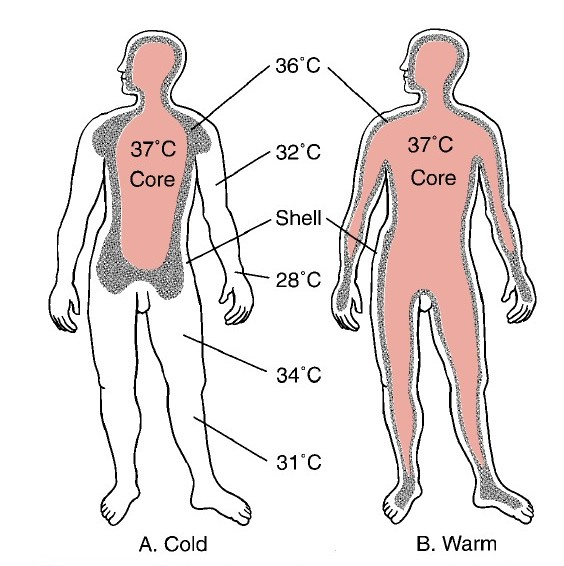 36˚C
37˚C
Core
37˚C
Core
32˚C
Shell
28˚C
34˚C
31˚C
A. Cold
B. Warm